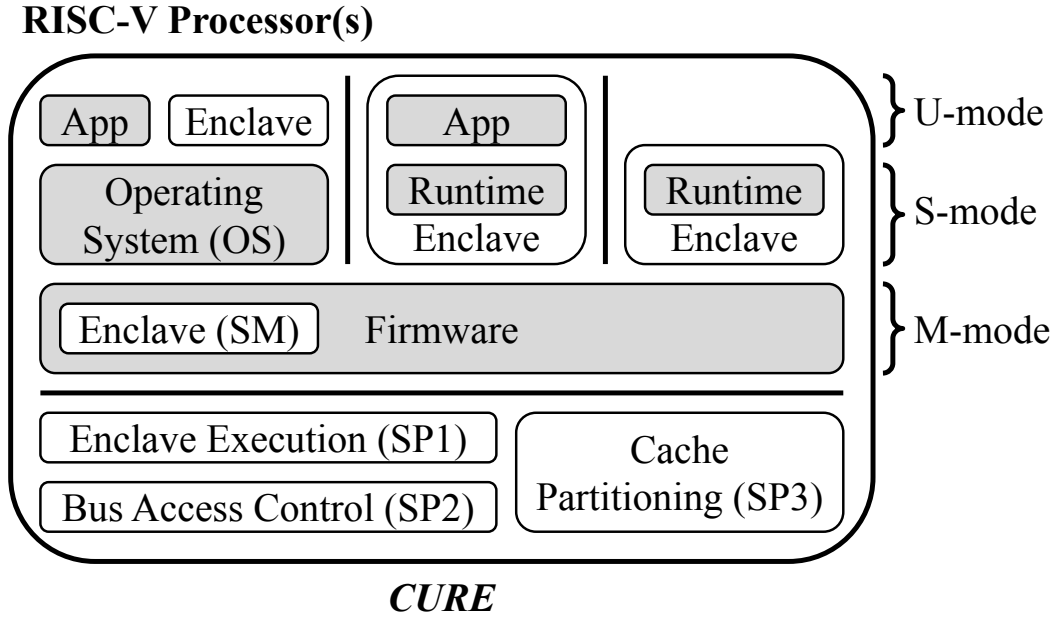 RISC-V Processor(s)
App
Enclave
App
U-mode
Operating
System (OS)
Runtime
Enclave
Runtime
Enclave
S-mode
Enclave (SM)
Firmware
M-mode
Enclave Execution (SP1)
Bus Access Control (SP2)
Cache
Partitioning (SP3)
CURE